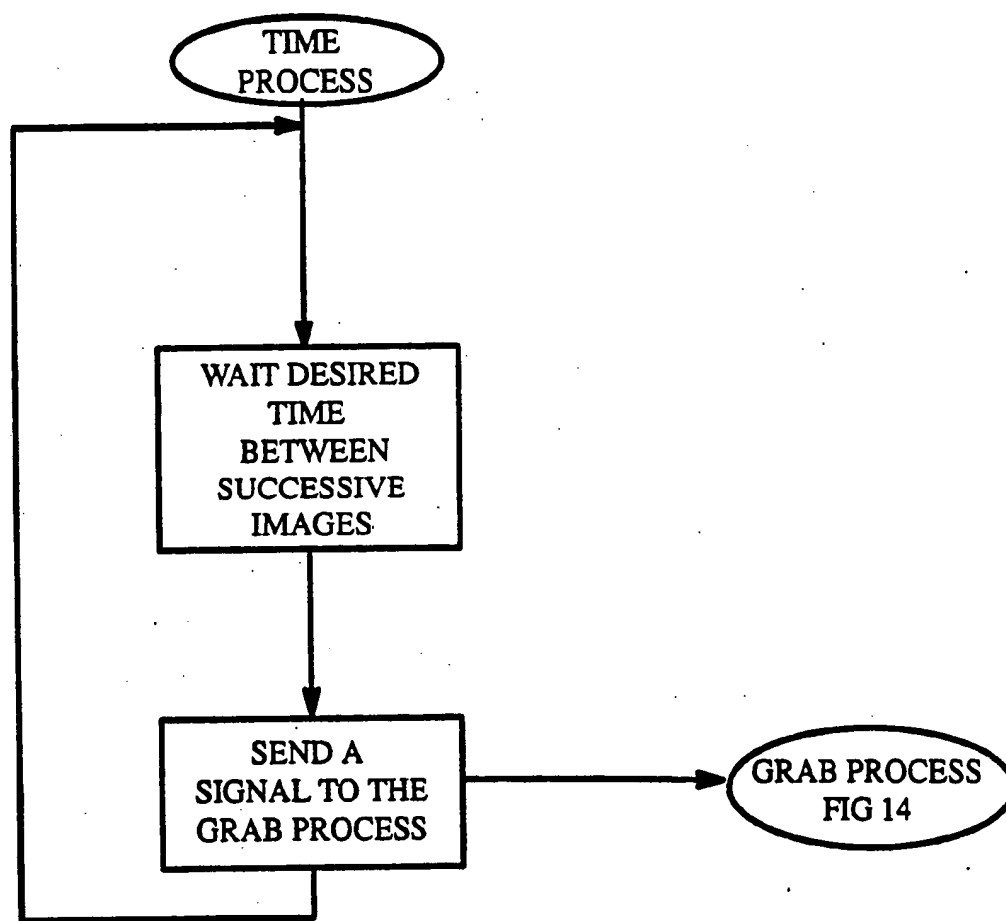 TIME
PROCESS
WAIT DESIRED
TIME
BETWEEN
SUCCESSIVE
IMAGES
SEND A
SIGNAL TO THE
GRAB PROCESS
GRAB PROCESS
FIG 14